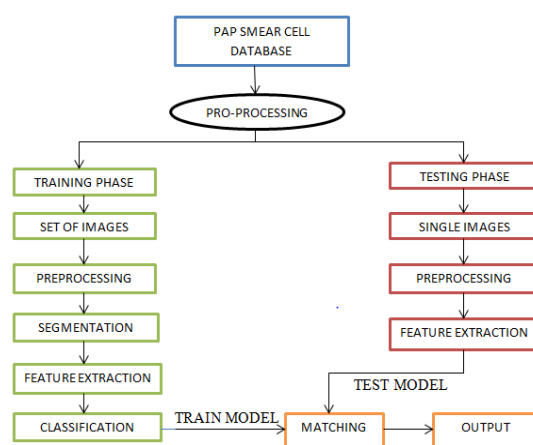 PAP SMEAR CELL
DATABASE
PRO-PROCESSING
TRAINING PHASE
SET OF IMAGES
PREPROCESSING
SEGMENTATION
FEATURE EXTRACTION
CLASSIFICATION
TRAIN MODEL
TESTING PHASE
SINGLE IMAGES
PREPROCESSING
FEATURE EXTRACTION
TEST MODEL
MATCHING
OUTPUT